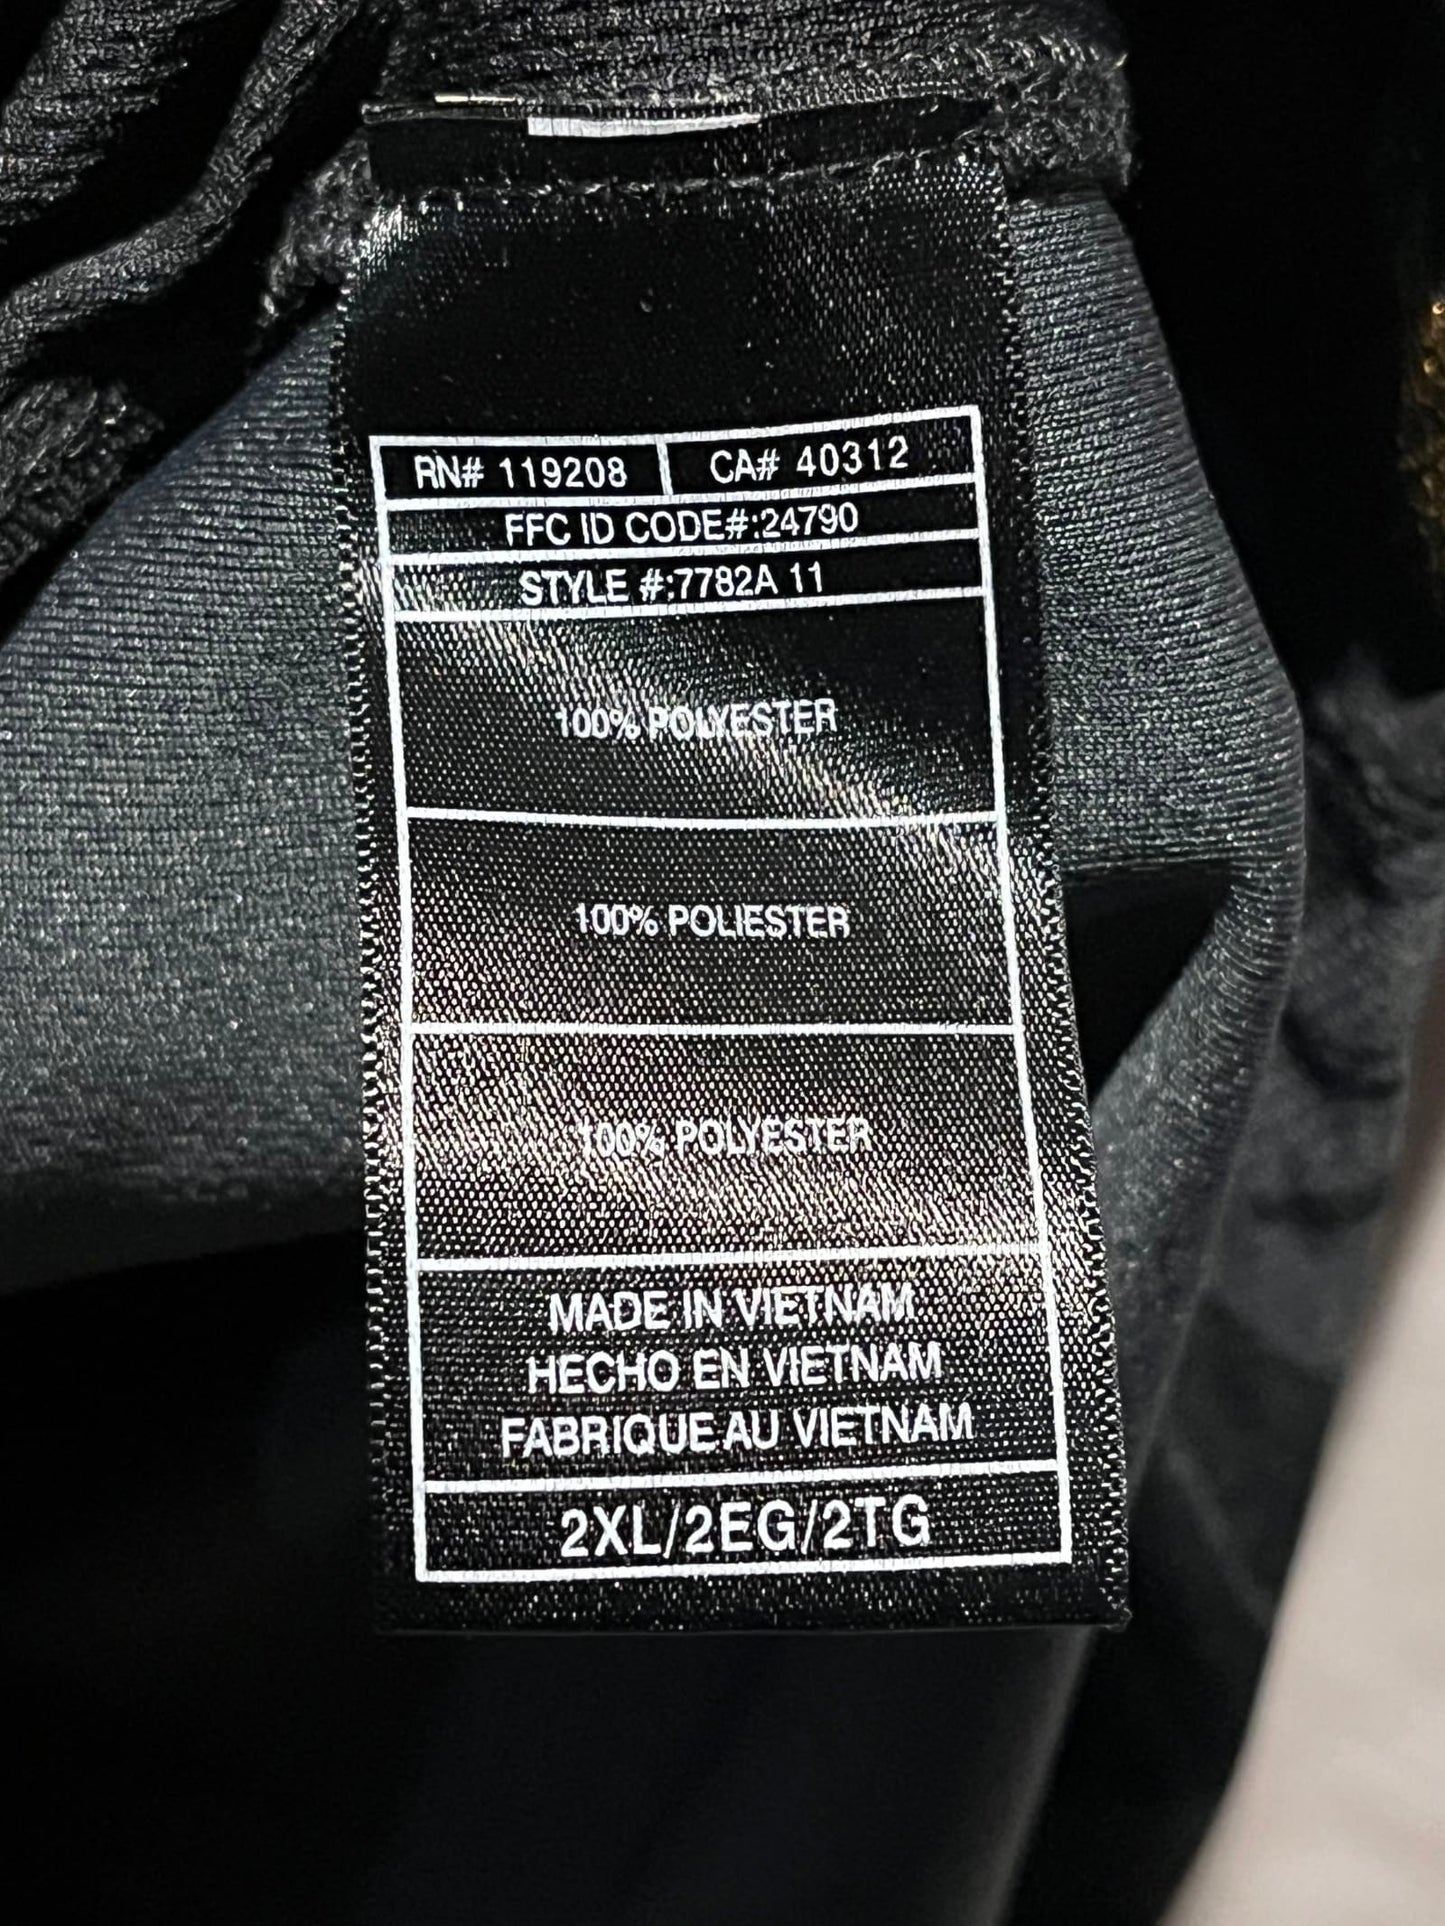 RN# 119208 CA# 40312
FFC ID CODE#:24790
STYLE #:7782A 11
100% POLYESTER
100% POLIESTER
100% POLYESTER
MADE IN VIETNAM
HECHO EN VIETNAM
FABRIQUE AU VIETNAM
2XL/2EG/2TG